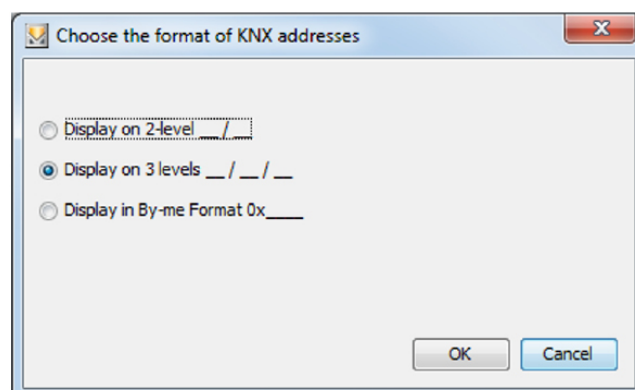 Choose the format of KNX addresses
Display on 2-level __ / __
Display on 3 levels __ / __ / __
Display in By-me Format 0x____
OK Cancel